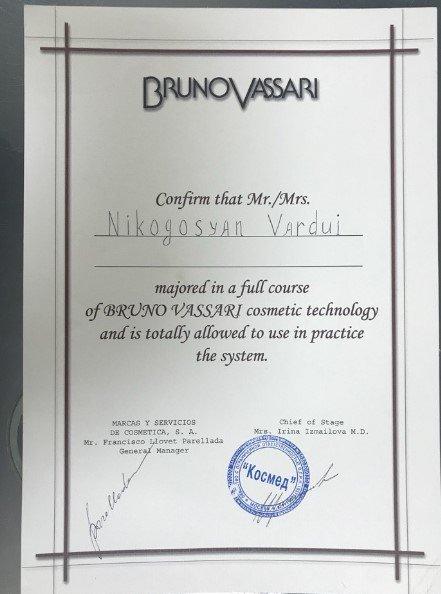 BRUNO VASSARI
Confirm that Mr./Mrs.
Nikogosyan Vardui
majored in a full course
of BRUNO VASSARI cosmetic technology
and is totally allowed to use in practice
the system.
MARCAS Y SERVICIOS
DE COSMETICA, S. A.
Mr. Francisco Llovet Parellada
General Manager
Chief of Stage
Mrs. Irina Izmailova M.D.
"Космед"